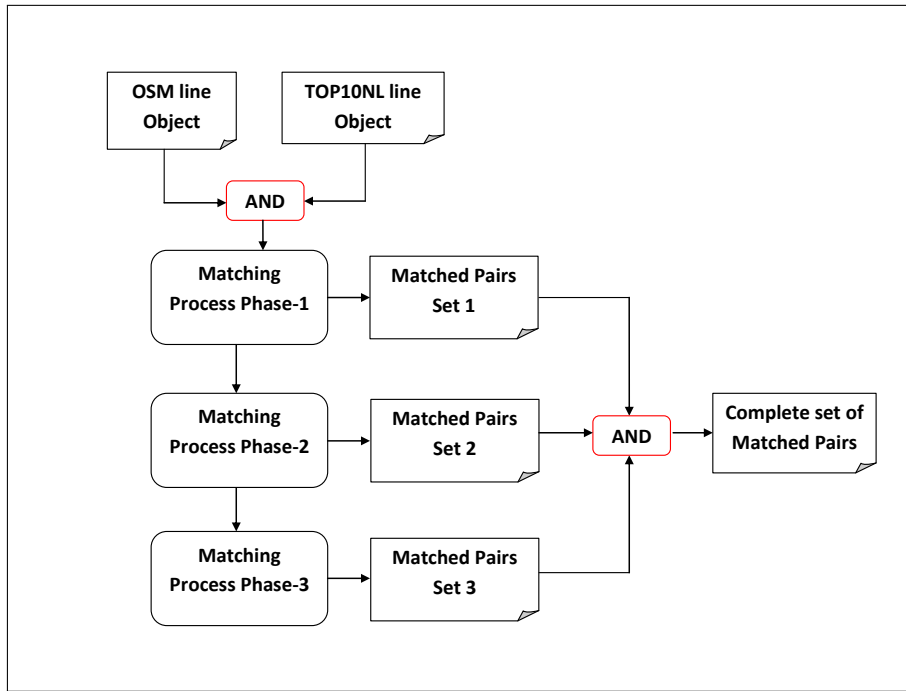 OSM line
Object
TOP10NL line
Object
AND
Matching
Process Phase-1
Matched Pairs
Set 1
Matching
Process Phase-2
Matched Pairs
Set 2
AND
Complete set of
Matched Pairs
Matching
Process Phase-3
Matched Pairs
Set 3